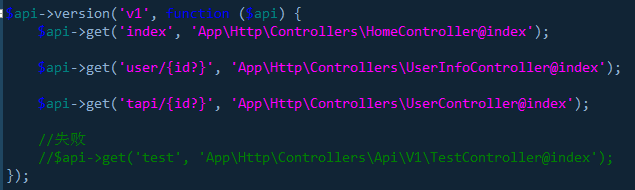 $api->version('v1', function ($api) {
$api->get('index', 'App\Http\Controllers\HomeController@index');
$api->get('user/{id?}', 'App\Http\Controllers\UserInfoController@index');
$api->get('tapi/{id?}', 'App\Http\Controllers\UserController@index');
//失败
//$api->get('test', 'App\Http\Controllers\Api\V1\TestController@index');
});